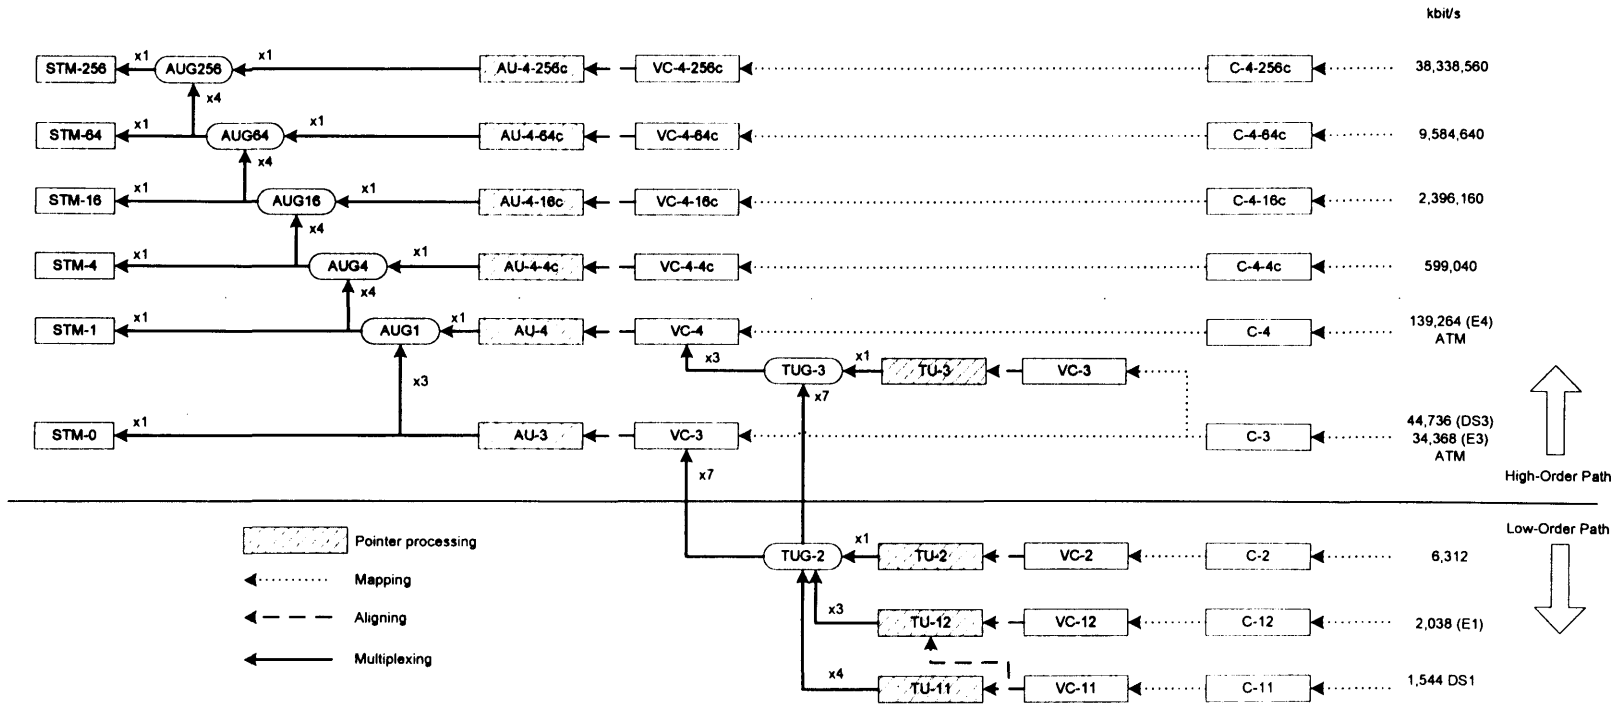 kbit/s
STM-256 x1 AUG256 x1 AU-4-256c VC-4-256c C-4-256c 38,338,560
x4
STM-64 x1 AUG64 x1 AU-4-64c VC-4-64c C-4-64c 9,584,640
x4
STM-16 x1 AUG16 x1 AU-4-16c VC-4-16c C-4-16c 2,396,160
x4
STM-4 x1 AUG4 x1 AU-4-4c VC-4-4c C-4-4c 599,040
x4
STM-1 x1 AUG1 x1 AU-4 VC-4 C-4 139,264 (E4)
ATM
x3 TUG-3 x1 TU-3 VC-3
x3 x7
STM-0 x1 AU-3 VC-3 C-3 44,736 (DS3)
34,368 (E3)
ATM
High-Order Path
x7
Low-Order Path
Pointer processing
TUG-2 x1 TU-2 VC-2 C-2 6,312
Mapping
Aligning
x3 TU-12 VC-12 C-12 2,038 (E1)
Multiplexing
x4 TU-11 VC-11 C-11 1,544 DS1